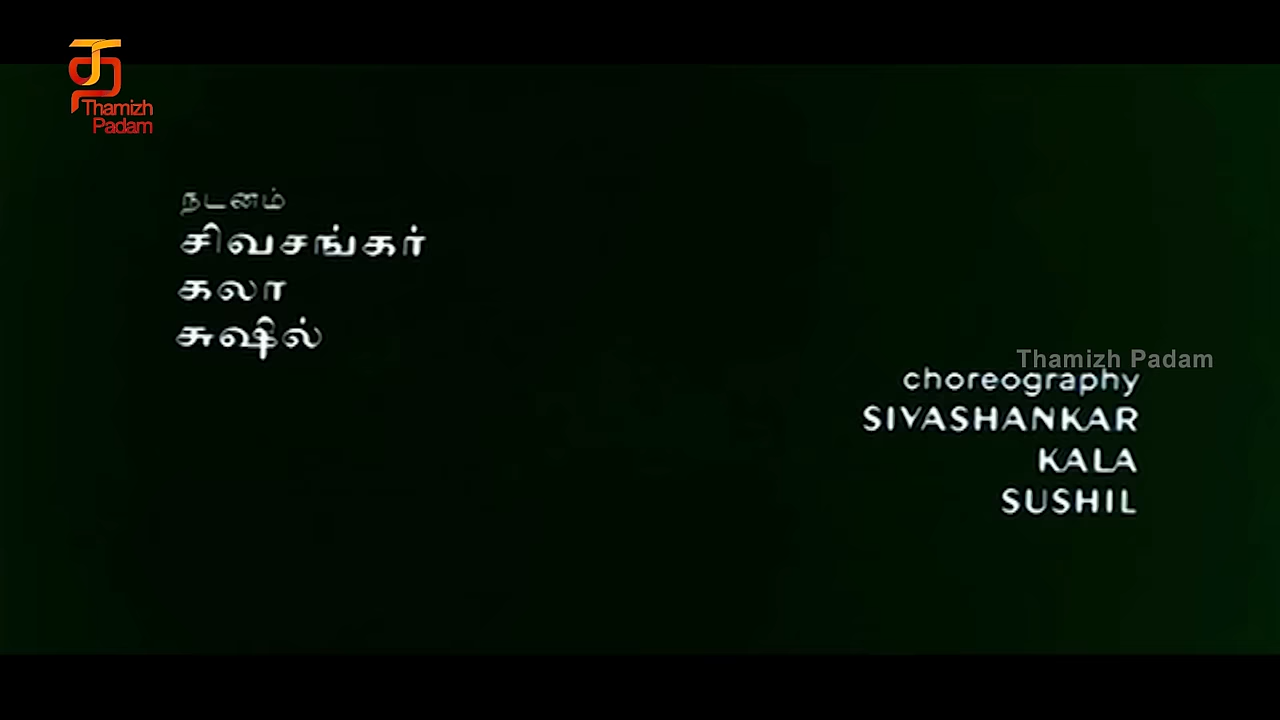 த
Thamizh
Padam
நடனம்
சிவசங்கர்
கலா
சுஷில்
Thamizh Padam
choreography
SIVASHANKAR
KALA
SUSHIL